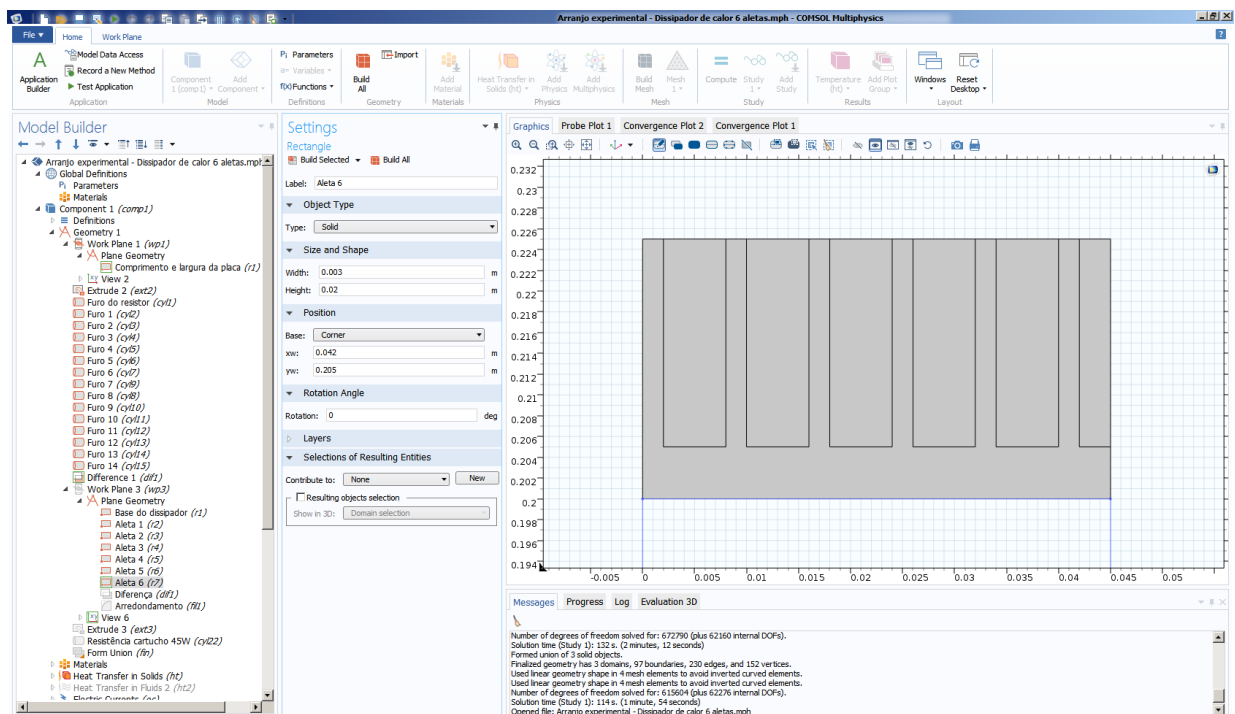 Arranjo experimental - Dissipador de calor 6 aletas.mph - COMSOL Multiphysics
File Home Work Plane
Application Builder
Model Data Access
Record a New Method
Test Application
Application
Component 1 (comp1)
Add Component
Model
Pi Parameters
a= Variables
f(x) Functions
Definitions
Build All
Import
Geometry
Add Material
Materials
Heat Transfer in Solids (ht)
Add Physics
Add Multiphysics
Physics
Build Mesh
Mesh 1
Mesh
Compute
Study 1
Add Study
Study
Temperature (ht)
Add Plot Group
Results
Windows
Reset Desktop
Layout
Model Builder
Arranjo experimental - Dissipador de calor 6 aletas.mph
Global Definitions
Pi Parameters
Materials
Component 1 (comp1)
Definitions
Geometry 1
Work Plane 1 (wp1)
Plane Geometry
Comprimento e largura da placa (r1)
View 2
Extrude 2 (ext2)
Furo do resistor (cyl1)
Furo 1 (cyl2)
Furo 2 (cyl3)
Furo 3 (cyl4)
Furo 4 (cyl5)
Furo 5 (cyl6)
Furo 6 (cyl7)
Furo 7 (cyl9)
Furo 8 (cyl8)
Furo 9 (cyl10)
Furo 10 (cyl11)
Furo 11 (cyl12)
Furo 12 (cyl13)
Furo 13 (cyl14)
Furo 14 (cyl15)
Difference 1 (dif1)
Work Plane 3 (wp3)
Plane Geometry
Base do dissipador (r1)
Aleta 1 (r2)
Aleta 2 (r3)
Aleta 3 (r4)
Aleta 4 (r5)
Aleta 5 (r6)
Aleta 6 (r7)
Diferença (dif1)
Arredondamento (fil1)
View 6
Extrude 3 (ext3)
Resistência cartucho 45W (cyl22)
Form Union (fin)
Materials
Heat Transfer in Solids (ht)
Heat Transfer in Fluids 2 (ht2)
Electric Currents (ec)
Settings
Rectangle
Build Selected Build All
Label: Aleta 6
Object Type
Type: Solid
Size and Shape
Width: 0.003 m
Height: 0.02 m
Position
Base: Corner
xw: 0.042 m
yw: 0.205 m
Rotation Angle
Rotation: 0 deg
Layers
Selections of Resulting Entities
Contribute to: None New
Resulting objects selection
Show in 3D: Domain selection
Graphics Probe Plot 1 Convergence Plot 2 Convergence Plot 1
0.232
0.23
0.228
0.226
0.224
0.222
0.22
0.218
0.216
0.214
0.212
0.21
0.208
0.206
0.204
0.202
0.2
0.198
0.196
0.194
-0.005 0 0.005 0.01 0.015 0.02 0.025 0.03 0.035 0.04 0.045 0.05
Messages Progress Log Evaluation 3D
Number of degrees of freedom solved for: 672790 (plus 62160 internal DOFs).
Solution time (Study 1): 132 s. (2 minutes, 12 seconds)
Formed union of 3 solid objects.
Finalized geometry has 3 domains, 97 boundaries, 230 edges, and 152 vertices.
Used linear geometry shape in 4 mesh elements to avoid inverted curved elements.
Used linear geometry shape in 4 mesh elements to avoid inverted curved elements.
Number of degrees of freedom solved for: 615604 (plus 62276 internal DOFs).
Solution time (Study 1): 114 s. (1 minute, 54 seconds)
Opened file: Arranjo experimental - Dissipador de calor 6 aletas.mph